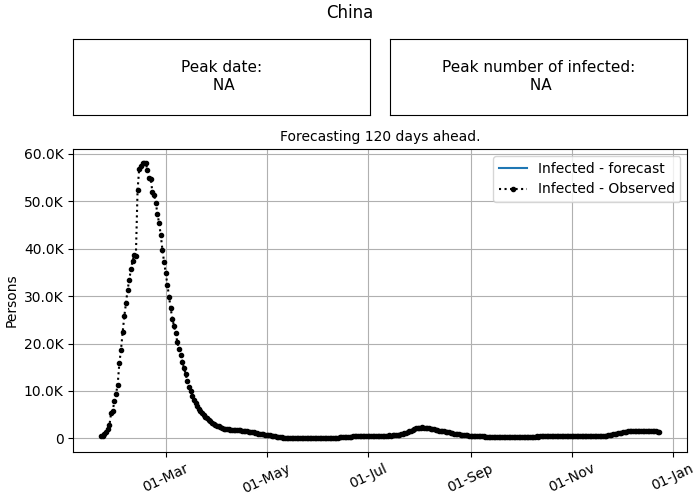 China
Peak date:
NA
Peak number of infected:
NA
Forecasting 120 days ahead.
Infected - forecast
Infected - Observed
Persons
60.0K
50.0K
40.0K
30.0K
20.0K
10.0K
0
01-Mar
01-May
01-Jul
01-Sep
01-Nov
01-Jan